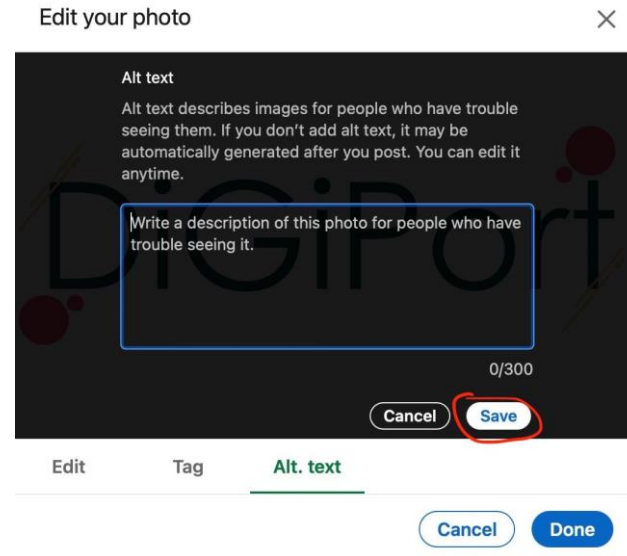 Edit your photo
Alt text
Alt text describes images for people who have trouble
seeing them. If you don’t add alt text, it may be
automatically generated after you post. You can edit it
anytime.
Write a description of this photo for people who have
trouble seeing it.
DiGiPort
0/300
Cancel Save
Edit Tag Alt. text
Cancel Done